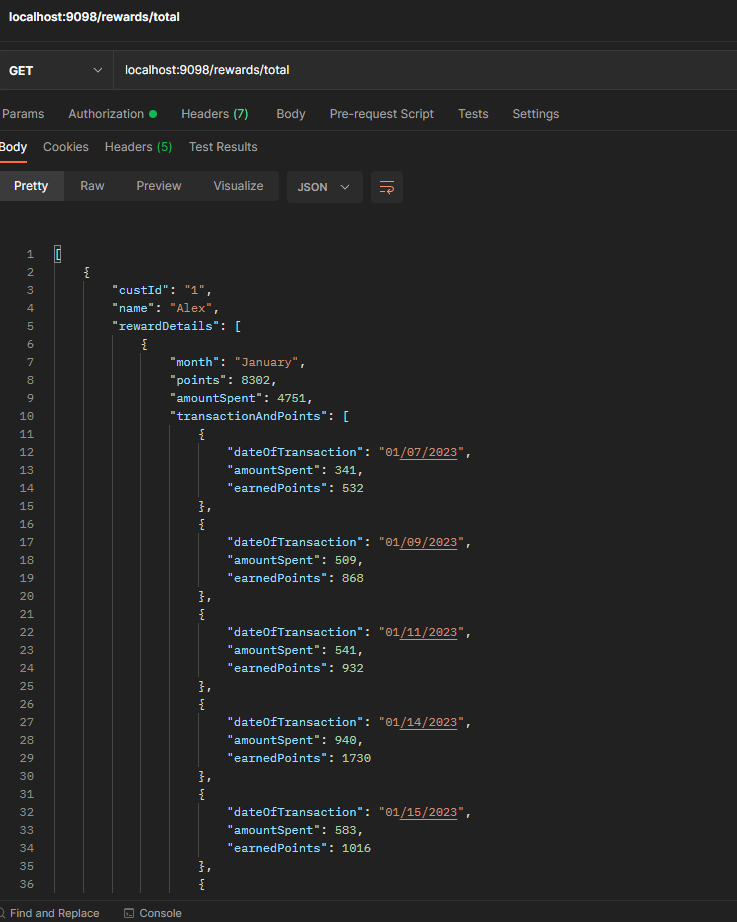 localhost:9098/rewards/total
GET localhost:9098/rewards/total
Params Authorization Headers (7) Body Pre-request Script Tests Settings
Body Cookies Headers (5) Test Results
Pretty Raw Preview Visualize JSON
1 [
2 {
3 "custId": "1",
4 "name": "Alex",
5 "rewardDetails": [
6 {
7 "month": "January",
8 "points": 8302,
9 "amountSpent": 4751,
10 "transactionAndPoints": [
11 {
12 "dateOfTransaction": "01/07/2023",
13 "amountSpent": 341,
14 "earnedPoints": 532
15 },
16 {
17 "dateOfTransaction": "01/09/2023",
18 "amountSpent": 509,
19 "earnedPoints": 868
20 },
21 {
22 "dateOfTransaction": "01/11/2023",
23 "amountSpent": 541,
24 "earnedPoints": 932
25 },
26 {
27 "dateOfTransaction": "01/14/2023",
28 "amountSpent": 940,
29 "earnedPoints": 1730
30 },
31 {
32 "dateOfTransaction": "01/15/2023",
33 "amountSpent": 583,
34 "earnedPoints": 1016
35 },
36 {
Find and Replace Console